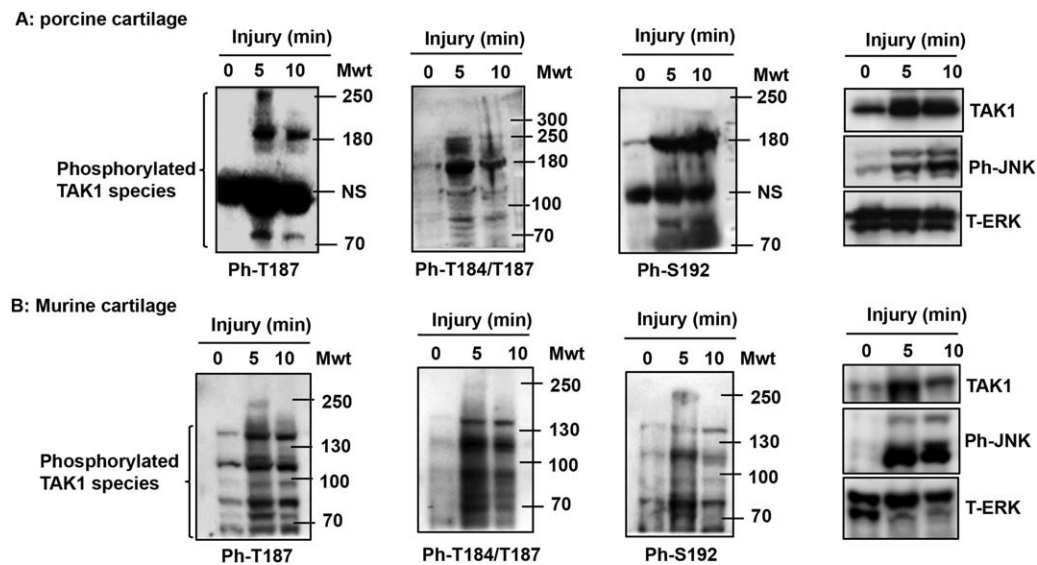 A: porcine cartilage
Injury (min)
0 5 10 Mwt
250
180
NS
70
Phosphorylated
TAK1 species
Ph-T187
Injury (min)
0 5 10 Mwt
300
250
180
100
70
Ph-T184/T187
Injury (min)
0 5 10 Mwt
250
180
NS
70
Ph-S192
Injury (min)
0 5 10
TAK1
Ph-JNK
T-ERK
B: Murine cartilage
Injury (min)
0 5 10 Mwt
250
130
100
70
Phosphorylated
TAK1 species
Ph-T187
Injury (min)
0 5 10 Mwt
250
130
100
70
Ph-T184/T187
Injury (min)
0 5 10 Mwt
250
130
100
70
Ph-S192
Injury (min)
0 5 10
TAK1
Ph-JNK
T-ERK